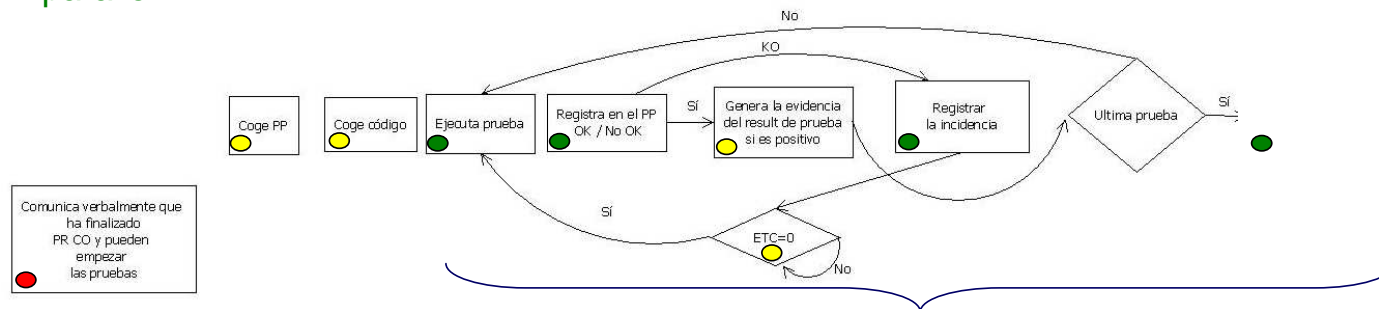 No
KO
Coge PP
Coge código
Ejecuta prueba
Registra en el PP
OK / No OK
Sí
Genera la evidencia
del result de prueba
si es positivo
Registrar
la incidencia
Ultima prueba
Sí
Comunica verbalmente que
ha finalizado
PR CO y pueden
empezar
las pruebas
Sí
ETC=0
No